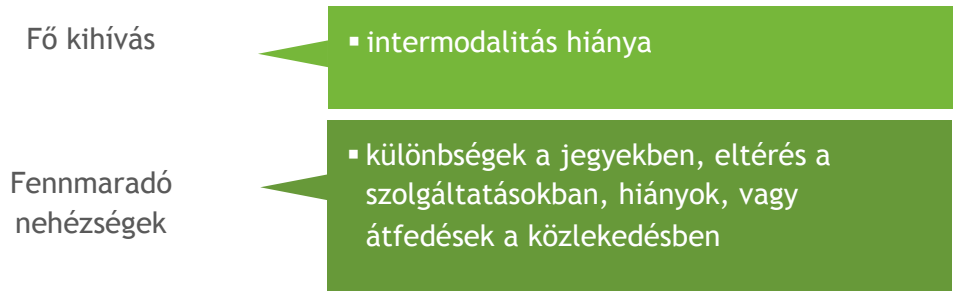 Fő kihívás
▪ intermodalitás hiánya
Fennmaradó
nehézségek
▪ különbségek a jegyekben, eltérés a
szolgáltatásokban, hiányok, vagy
átfedések a közlekedésben